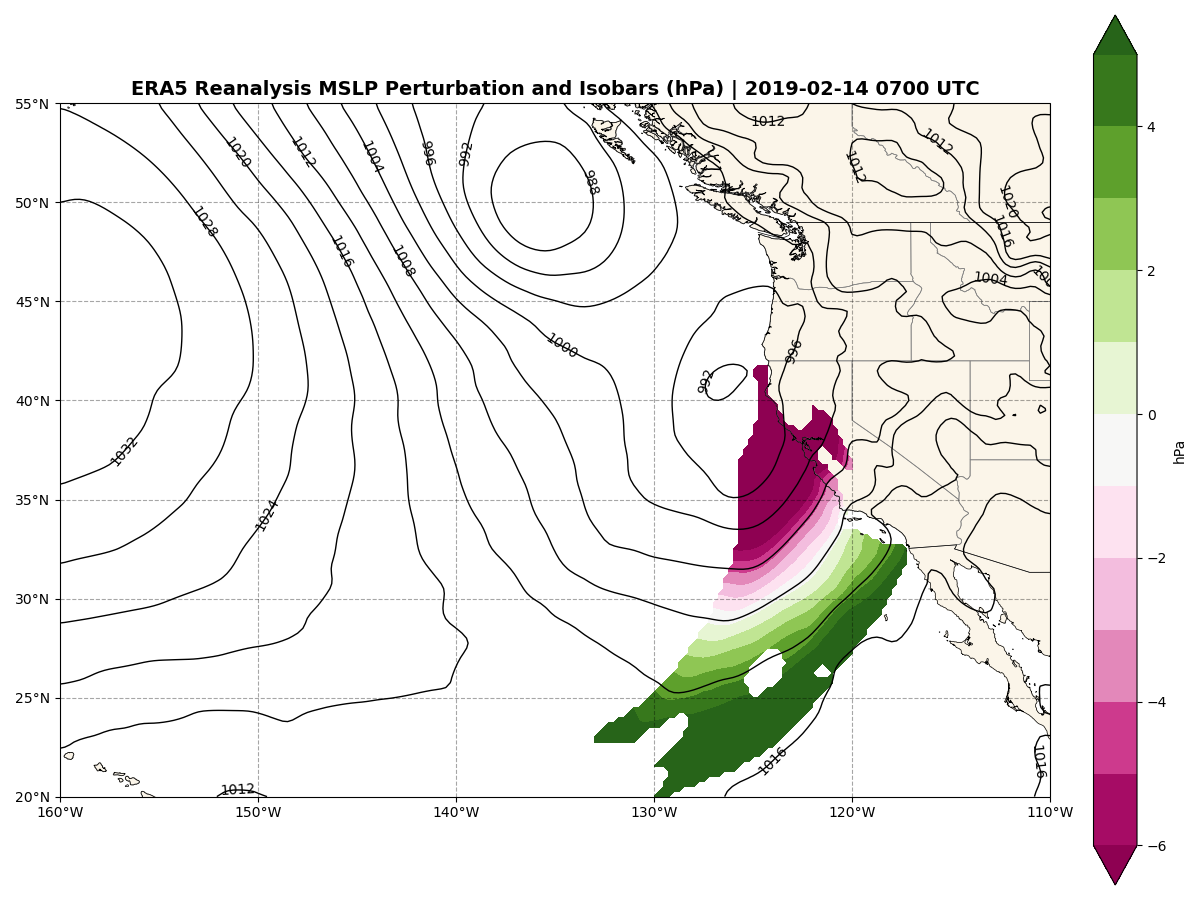 ERA5 Reanalysis MSLP Perturbation and Isobars (hPa) | 2019-02-14 0700 UTC
55°N
50°N
45°N
40°N
35°N
30°N
25°N
20°N
160°W
150°W
140°W
130°W
120°W
110°W
1020
1012
1004
996
992
988
1012
1012
1012
1020
1016
1028
1016
1008
1004
1000
996
992
1032
1024
1016
1016
1012
4
2
0
−2
−4
−6
hPa